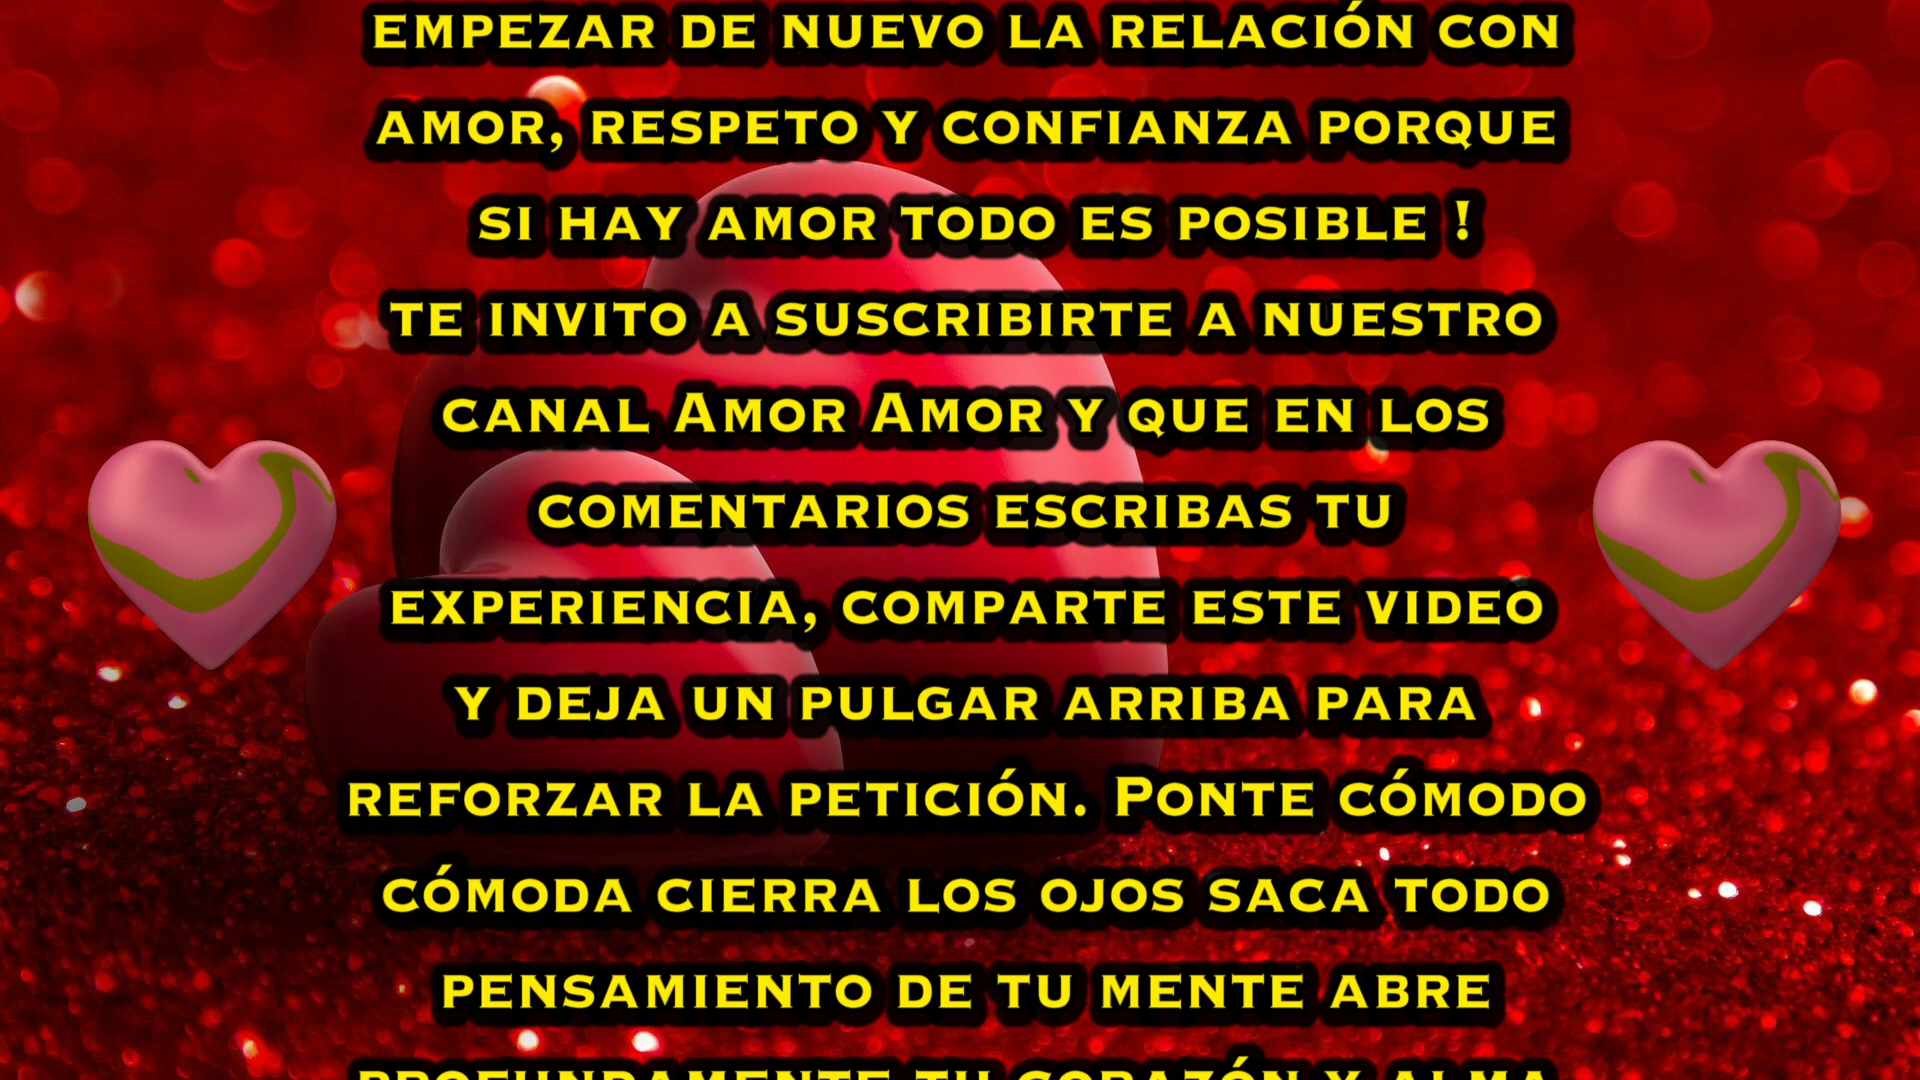 EMPEZAR DE NUEVO LA RELACIÓN CON
AMOR, RESPETO Y CONFIANZA PORQUE
SI HAY AMOR TODO ES POSIBLE !
TE INVITO A SUSCRIBIRTE A NUESTRO
CANAL AMOR AMOR Y QUE EN LOS
COMENTARIOS ESCRIBAS TU
EXPERIENCIA, COMPARTE ESTE VIDEO
Y DEJA UN PULGAR ARRIBA PARA
REFORZAR LA PETICIÓN. PONTE CÓMODO
CÓMODA CIERRA LOS OJOS SACA TODO
PENSAMIENTO DE TU MENTE ABRE
PROFUNDAMENTE TU CORAZÓN Y ALMA